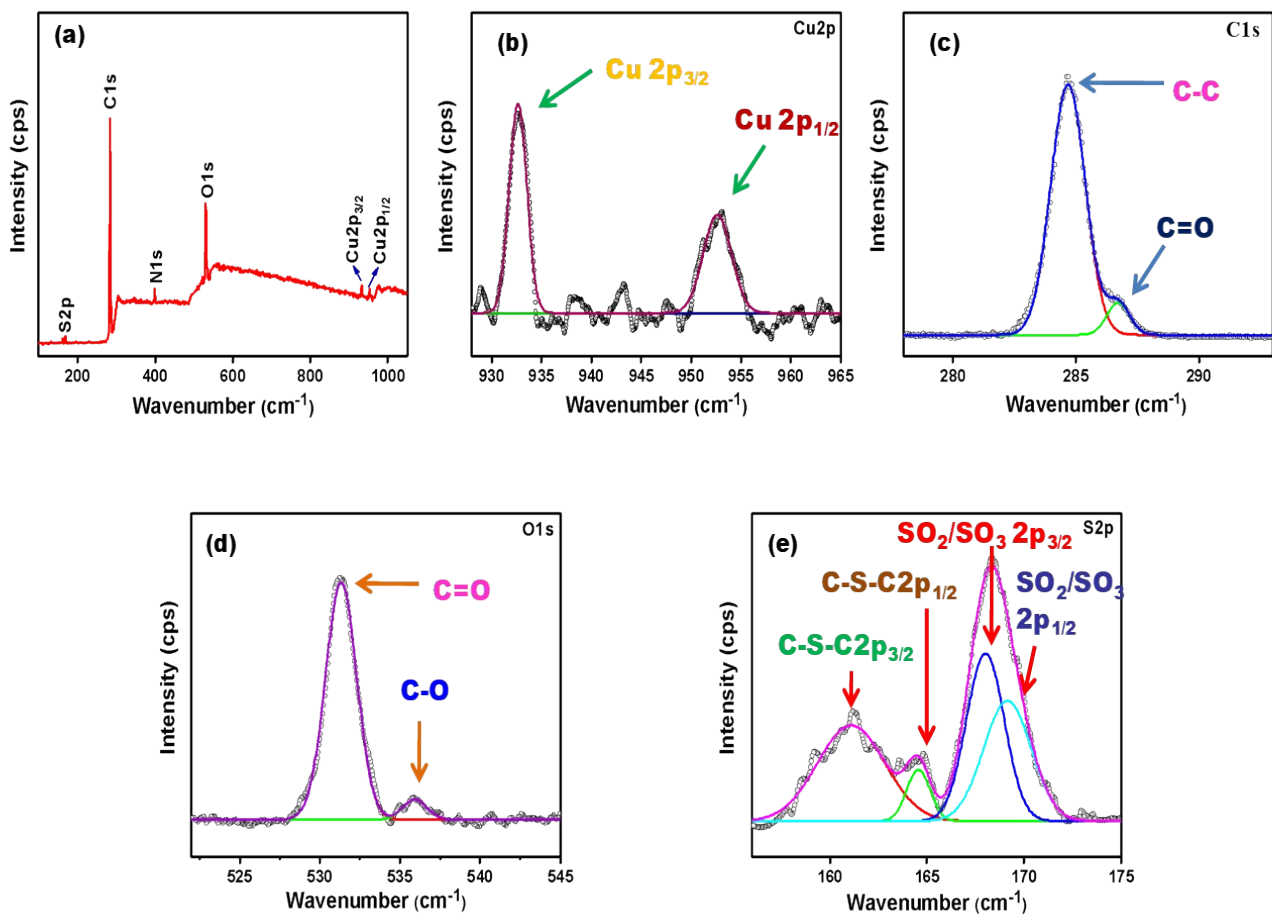 (a)
C1s
O1s
N1s
S2p
Cu2p3/2
Cu2p1/2
Intensity (cps)
200 400 600 800 1000
Wavenumber (cm-1)
(b)
Cu2p
Cu 2p3/2
Cu 2p1/2
Intensity (cps)
930 935 940 945 950 955 960 965
Wavenumber (cm-1)
(c)
C1s
C-C
C=O
Intensity (cps)
280 285 290
Wavenumber (cm-1)
(d)
O1s
C=O
C-O
Intensity (cps)
525 530 535 540 545
Wavenumber (cm-1)
(e)
S2p
SO2/SO3 2p3/2
C-S-C2p1/2
SO2/SO3
2p1/2
C-S-C2p3/2
Intensity (cps)
160 165 170 175
Wavenumber (cm-1)